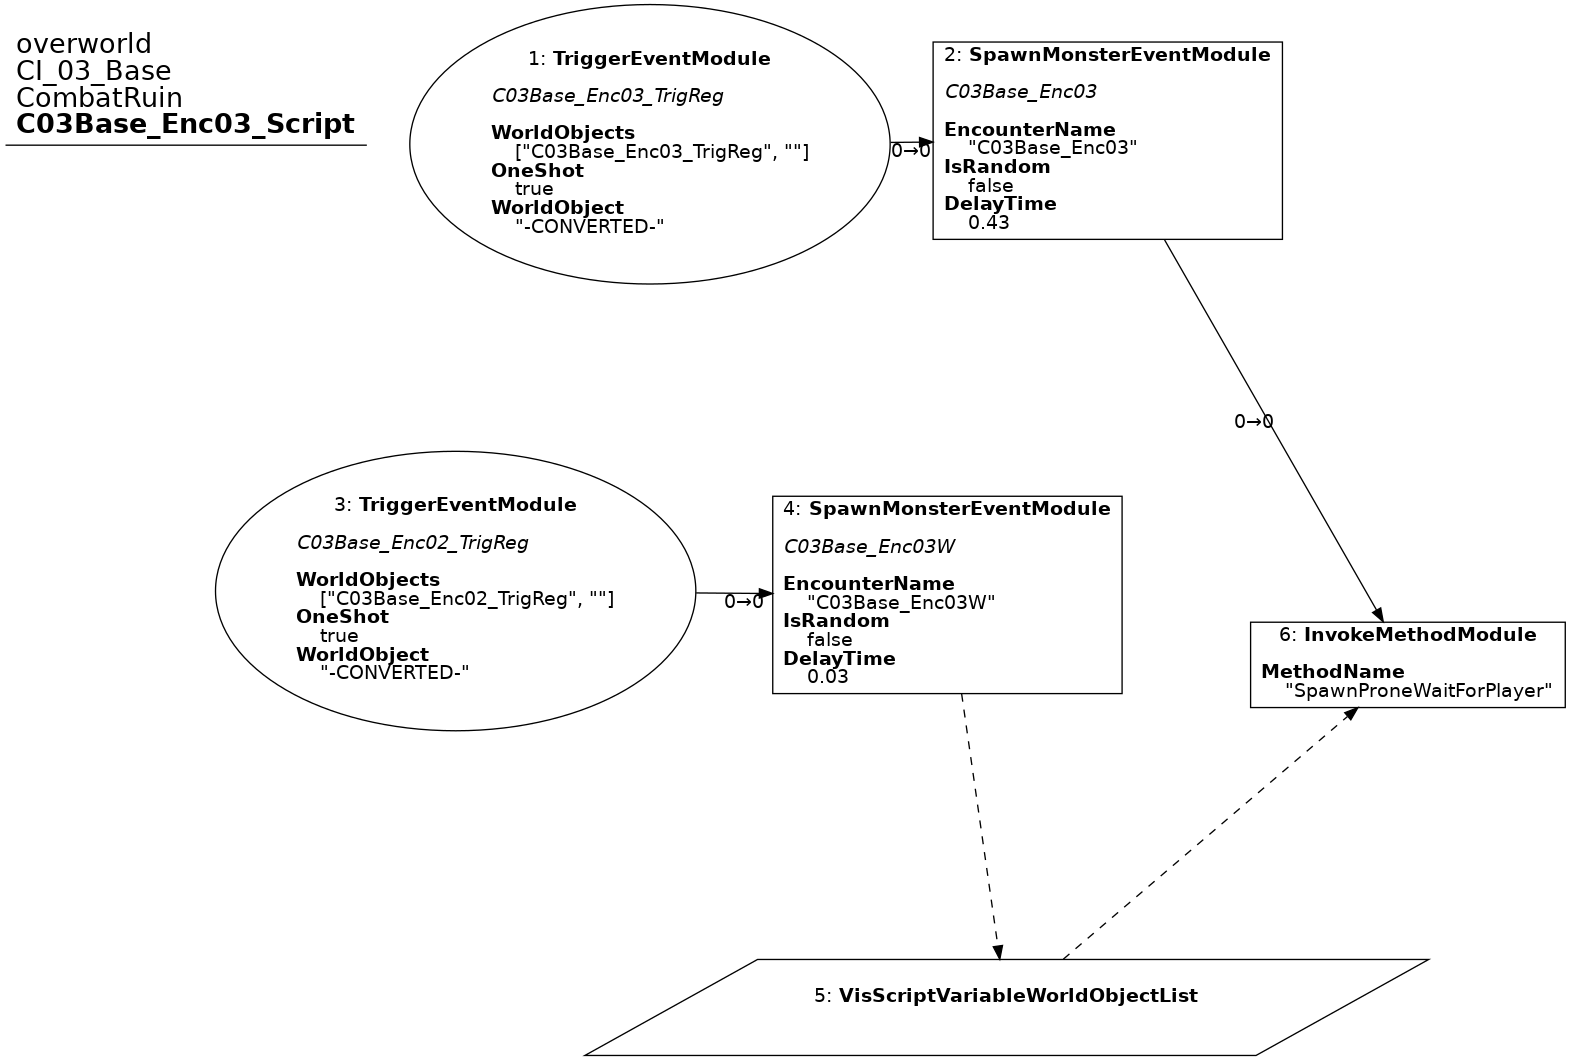 overworld
CI_03_Base
CombatRuin
C03Base_Enc03_Script
1: TriggerEventModule
C03Base_Enc03_TrigReg
WorldObjects
["C03Base_Enc03_TrigReg", ""]
OneShot
true
WorldObject
"-CONVERTED-"
0→0
2: SpawnMonsterEventModule
C03Base_Enc03
EncounterName
"C03Base_Enc03"
IsRandom
false
DelayTime
0.43
0→0
3: TriggerEventModule
C03Base_Enc02_TrigReg
WorldObjects
["C03Base_Enc02_TrigReg", ""]
OneShot
true
WorldObject
"-CONVERTED-"
0→0
4: SpawnMonsterEventModule
C03Base_Enc03W
EncounterName
"C03Base_Enc03W"
IsRandom
false
DelayTime
0.03
6: InvokeMethodModule
MethodName
"SpawnProneWaitForPlayer"
5: VisScriptVariableWorldObjectList